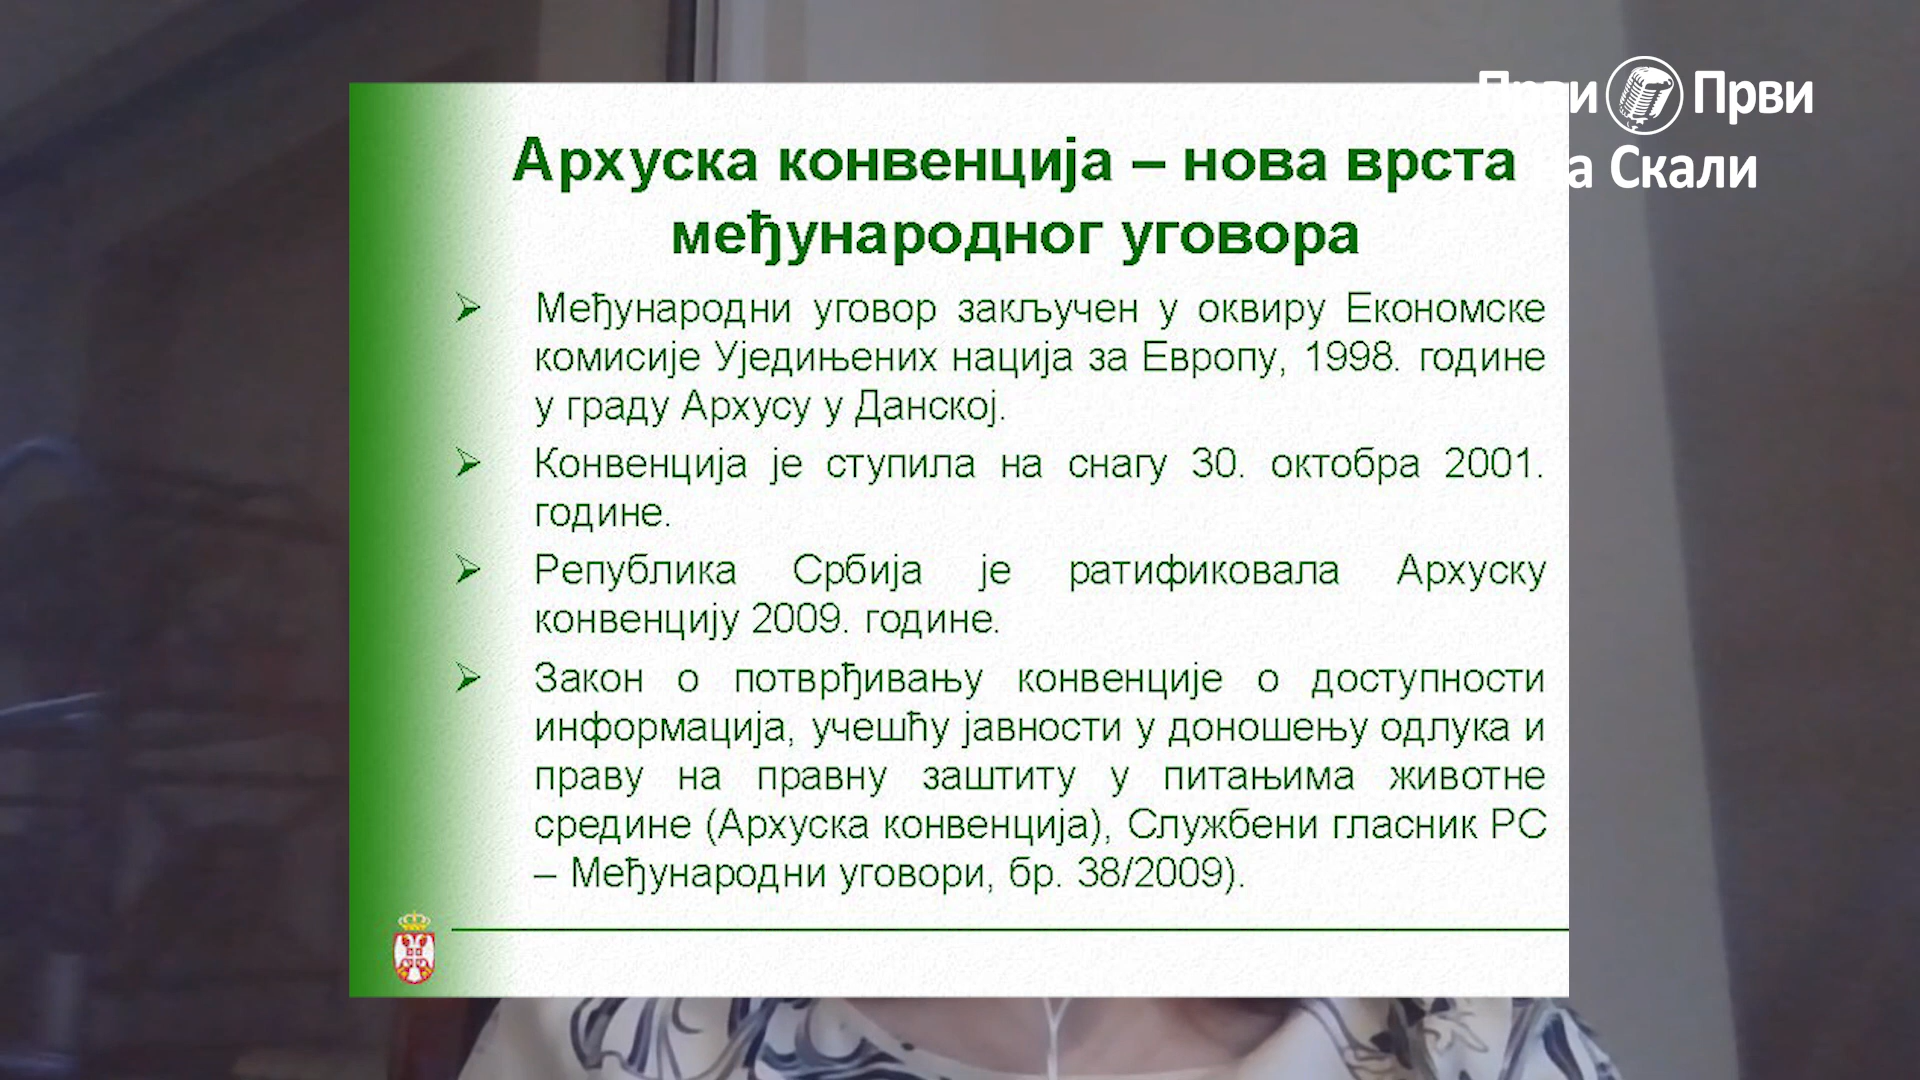 Први Први
на Скали
Архуска конвенција – нова врста
међународног уговора
Међународни уговор закључен у оквиру Економске
комисије Уједињених нација за Европу, 1998. године
у граду Архусу у Данској.
Конвенција је ступила на снагу 30. октобра 2001.
године.
Република Србија је ратификовала Архуску
конвенцију 2009. године.
Закон о потврђивању конвенције о доступности
информација, учешћу јавности у доношењу одлука и
праву на правну заштиту у питањима животне
средине (Архуска конвенција), Службени гласник РС
– Међународни уговори, бр. 38/2009).